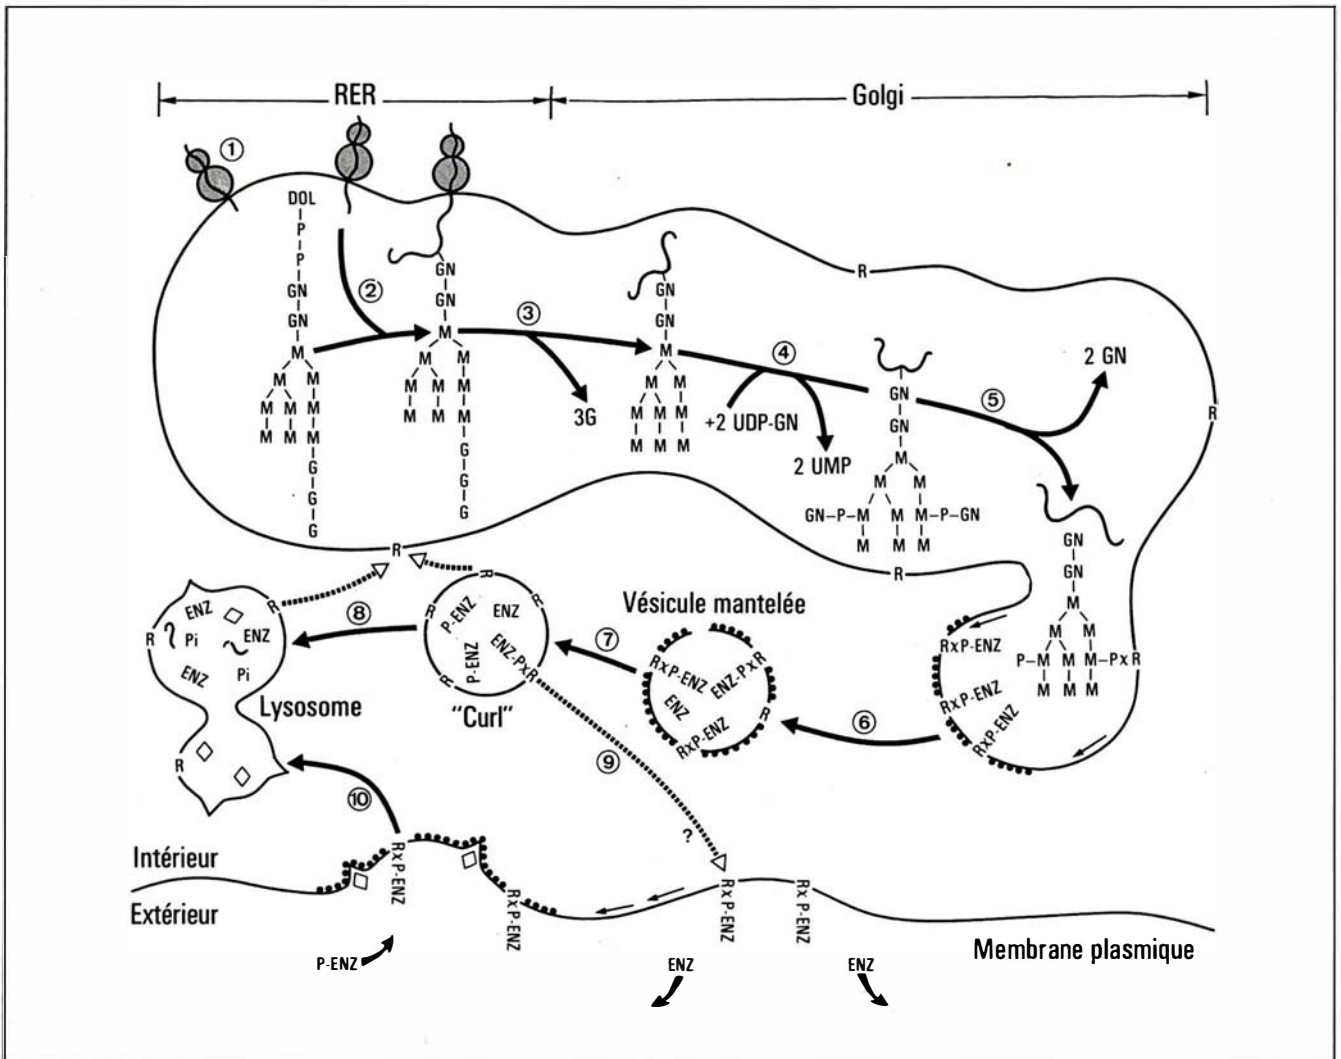 RER
Golgi
①
DOL
P
P
GN
GN
M
M M
M M M
M M M
G
G
G
②
GN
GN
M
M M
M M M
M M M
G
G
G
③
3G
GN
GN
M
M M
M M M
M M M
④
+2 UDP-GN
2 UMP
R
GN
GN
M
M M
GN-P-M M M-P-GN
M M M
⑤
2 GN
R
GN
GN
M
M M
P-M M M-PxR
M M M
R
R
RxP-ENZ
RxP-ENZ
RxP-ENZ
⑥
Vésicule mantelée
RxP-ENZ
ENZ-PxR
ENZ
R
RxP-ENZ
⑦
R
R
R
P-ENZ
ENZ
P-ENZ
ENZ-PxR
R
"Curl"
⑧
R
ENZ
R
Pi
ENZ
ENZ
Pi
Lysosome
R
⑨
?
⑩
Intérieur
Extérieur
RxP-ENZ
RxP-ENZ
RxP-ENZ
RxP-ENZ
P-ENZ
ENZ
ENZ
Membrane plasmique